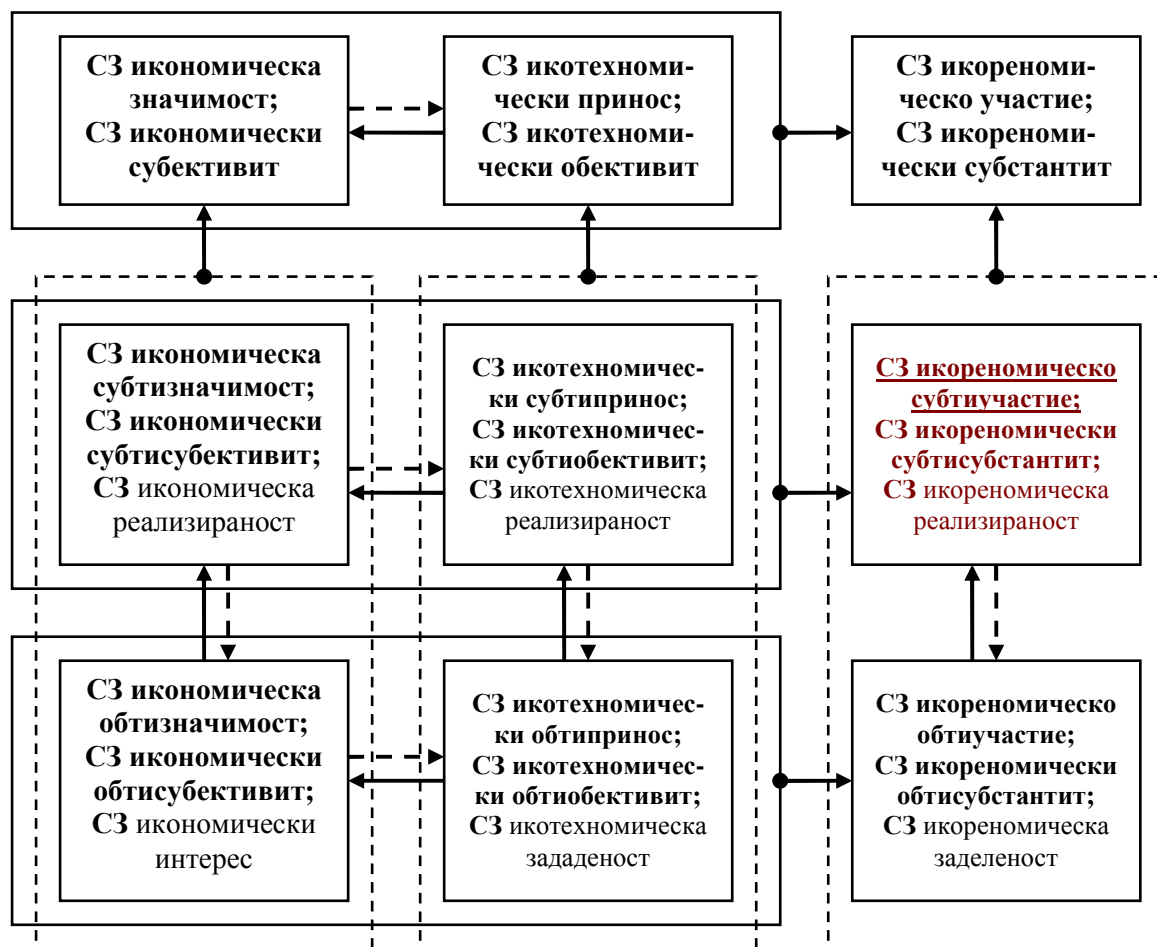 СЗ икономическа
значимост;
СЗ икономически
субективит
СЗ икотехноми-
чески принос;
СЗ икотехноми-
чески обективит
СЗ икореноми-
ческо участие;
СЗ икореноми-
чески субстантит
СЗ икономическа
субтизначимост;
СЗ икономически
субтисубективит;
СЗ икономическа
реализираност
СЗ икотехномичес-
ки субтипринос;
СЗ икотехномичес-
ки субтиобективит;
СЗ икотехномическа
реализираност
СЗ икореномическо
субтиучастие;
СЗ икореномически
субтисубстантит;
СЗ икореномическа
реализираност
СЗ икономическа
обтизначимост;
СЗ икономически
обтисубективит;
СЗ икономически
интерес
СЗ икотехномичес-
ки обтипринос;
СЗ икотехномичес-
ки обтиобективит;
СЗ икотехномическа
зададеност
СЗ икореномическо
обтиучастие;
СЗ икореномически
обтисубстантит;
СЗ икореномическа
заделеност